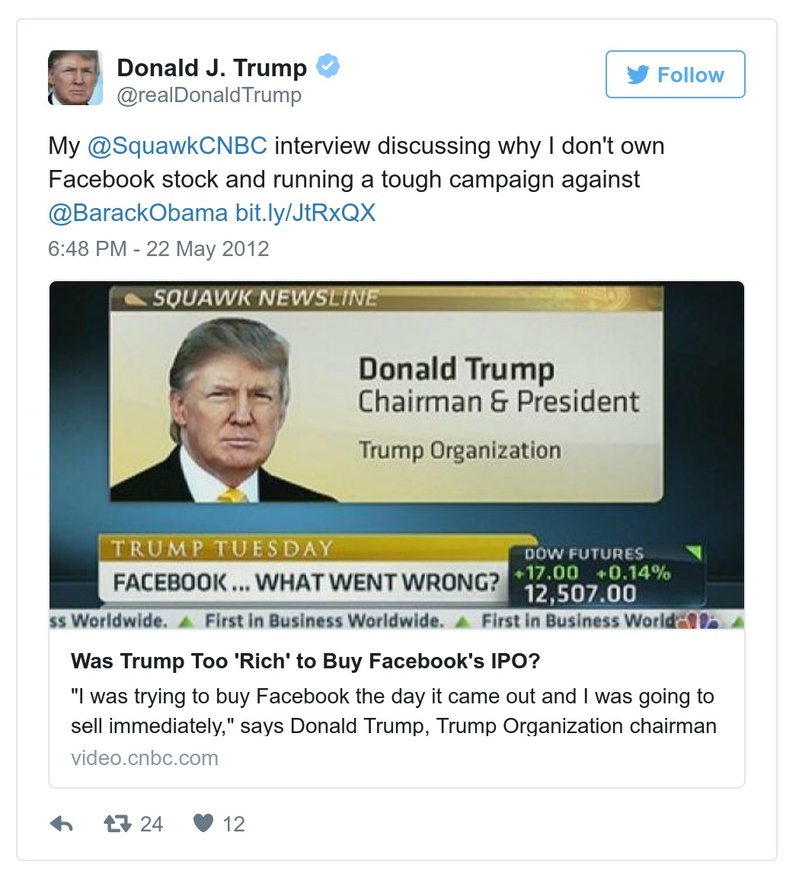 Donald J. Trump
@realDonaldTrump
Follow
My @SquawkCNBC interview discussing why I don't own
Facebook stock and running a tough campaign against
@BarackObama bit.ly/JtRxQX
6:48 PM - 22 May 2012
SQUAWK NEWSLINE
Donald Trump
Chairman & President
Trump Organization
TRUMP TUESDAY
FACEBOOK ... WHAT WENT WRONG?
DOW FUTURES
+17.00 +0.14%
12,507.00
ss Worldwide. First in Business Worldwide. First in Business World
Was Trump Too 'Rich' to Buy Facebook's IPO?
"I was trying to buy Facebook the day it came out and I was going to
sell immediately," says Donald Trump, Trump Organization chairman
video.cnbc.com
24 12